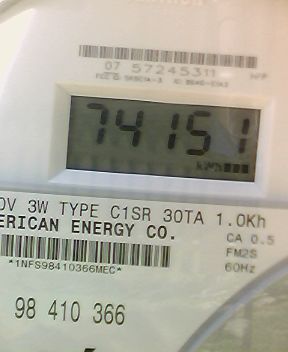 07 57245311
74151
kWh
0V 3W TYPE C1SR 30TA 1.0Kh
ERICAN ENERGY CO.
CA 0.5
FM2S
*1NFS98410366MEC*
60Hz
98 410 366